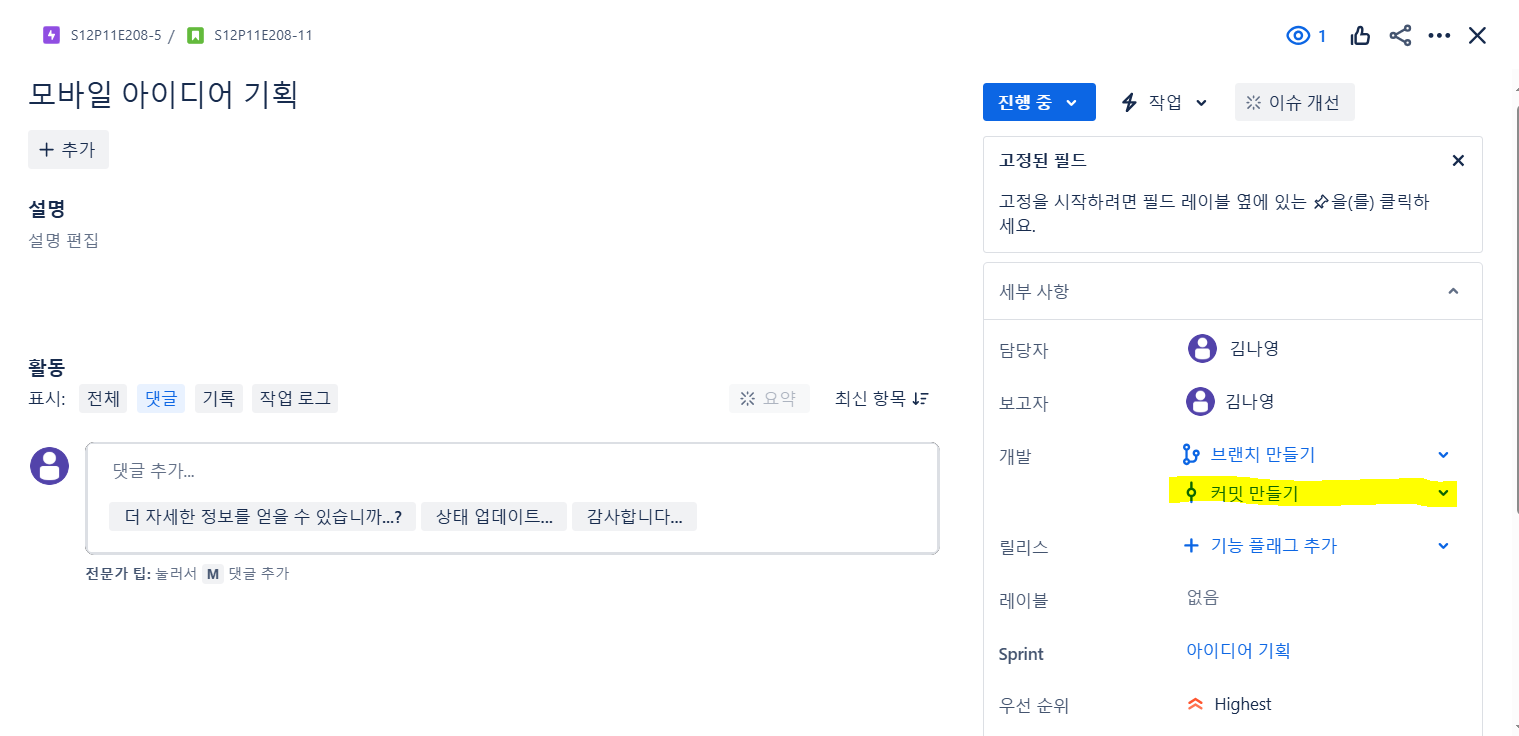 S12P11E208-5 / S12P11E208-11
1
모바일 아이디어 기획
추가
설명
설명 편집
활동
표시: 전체 댓글 기록 작업 로그
요약 최신 항목
댓글 추가...
더 자세한 정보를 얻을 수 있습니까...? 상태 업데이트... 감사합니다...
전문가 팁: 눌러서 M 댓글 추가
진행 중 작업 이슈 개선
고정된 필드
고정을 시작하려면 필드 레이블 옆에 있는 을(를) 클릭하
세요.
세부 사항
담당자 김나영
보고자 김나영
개발 브랜치 만들기
커밋 만들기
릴리스 기능 플래그 추가
레이블 없음
Sprint 아이디어 기획
우선 순위 Highest